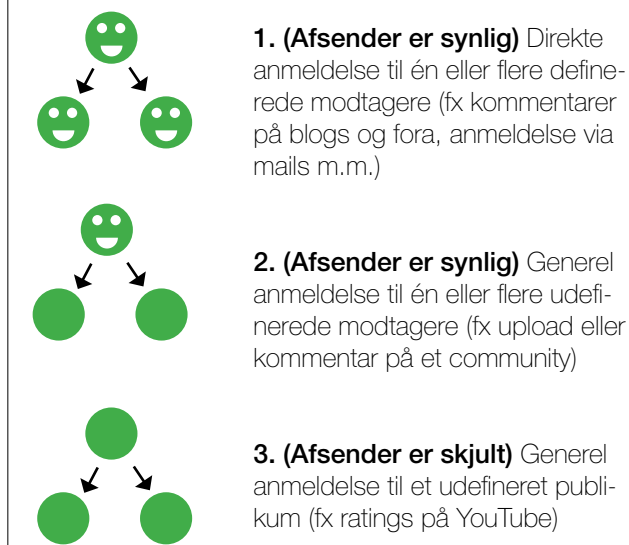 1. (Afsender er synlig) Direkte
anmeldelse til én eller flere define-
rede modtagere (fx kommentarer
på blogs og fora, anmeldelse via
mails m.m.)
2. (Afsender er synlig) Generel
anmeldelse til én eller flere udefi-
nerede modtagere (fx upload eller
kommentar på et community)
3. (Afsender er skjult) Generel
anmeldelse til et udefineret publi-
kum (fx ratings på YouTube)